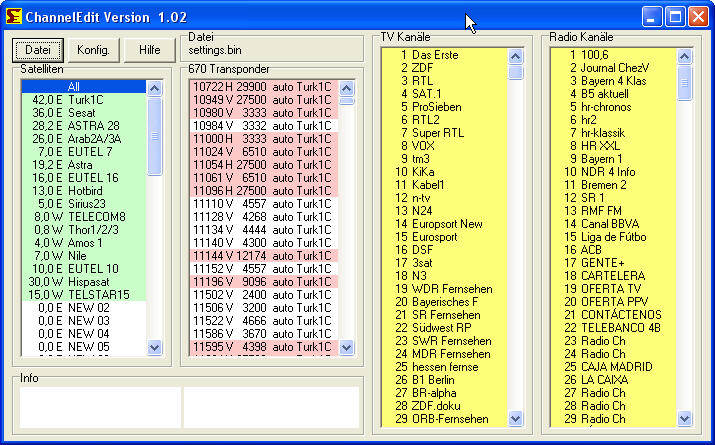 ChannelEdit Version 1.02
Datei
Konfig.
Hilfe
Datei
settings.bin
Satelliten
All
42,0 E Turk1C
36,0 E Sesat
28,2 E ASTRA 28
26,0 E Arab2A/3A
7,0 E EUTEL 7
19,2 E Astra
16,0 E EUTEL 16
13,0 E Hotbird
5,0 E Sirius23
8,0 W TELECOM8
0,8 W Thor1/2/3
4,0 W Amos 1
7,0 W Nile
10,0 E EUTEL 10
30,0 W Hispasat
15,0 W TELSTAR15
0,0 E NEW 02
0,0 E NEW 03
0,0 E NEW 04
0,0 E NEW 05
670 Transponder
10722 H 29900 auto Turk1C
10949 V 27500 auto Turk1C
10980 V 3333 auto Turk1C
10984 V 3332 auto Turk1C
11000 H 3333 auto Turk1C
11024 V 6510 auto Turk1C
11054 H 27500 auto Turk1C
11061 V 6510 auto Turk1C
11096 H 27500 auto Turk1C
11110 V 4557 auto Turk1C
11128 V 4268 auto Turk1C
11134 V 4444 auto Turk1C
11140 V 4300 auto Turk1C
11144 V 12174 auto Turk1C
11152 V 4557 auto Turk1C
11196 V 9096 auto Turk1C
11502 V 2400 auto Turk1C
11506 V 3200 auto Turk1C
11522 V 4666 auto Turk1C
11586 V 3670 auto Turk1C
11595 V 4398 auto Turk1C
TV Kanäle
1 Das Erste
2 ZDF
3 RTL
4 SAT.1
5 ProSieben
6 RTL2
7 Super RTL
8 VOX
9 tm3
10 KiKa
11 Kabel1
12 n-tv
13 N24
14 Europsort New
15 Eurosport
16 DSF
17 3sat
18 N3
19 WDR Fernsehen
20 Bayerisches F
21 SR Fernsehen
22 Südwest RP
23 SWR Fernsehen
24 MDR Fernsehen
25 hessen fernse
26 B1 Berlin
27 BR-alpha
28 ZDF.doku
29 ORB-Fernsehen
Radio Kanäle
1 100,6
2 Journal ChezV
3 Bayern 4 Klas
4 B5 aktuell
5 hr-chronos
6 hr2
7 hr-klassik
8 HR XXL
9 Bayern 1
10 NDR 4 Info
11 Bremen 2
12 SR 1
13 RMF FM
14 Canal BBVA
15 Liga de Fútbo
16 ACB
17 GENTE+
18 CARTELERA
19 OFERTA TV
20 OFERTA PPV
21 CONTÁCTENOS
22 TELEBANCO 4B
23 Radio Ch
24 Radio Ch
25 CAJA MADRID
26 LA CAIXA
27 Radio Ch
28 Radio Ch
29 Radio Ch
Info